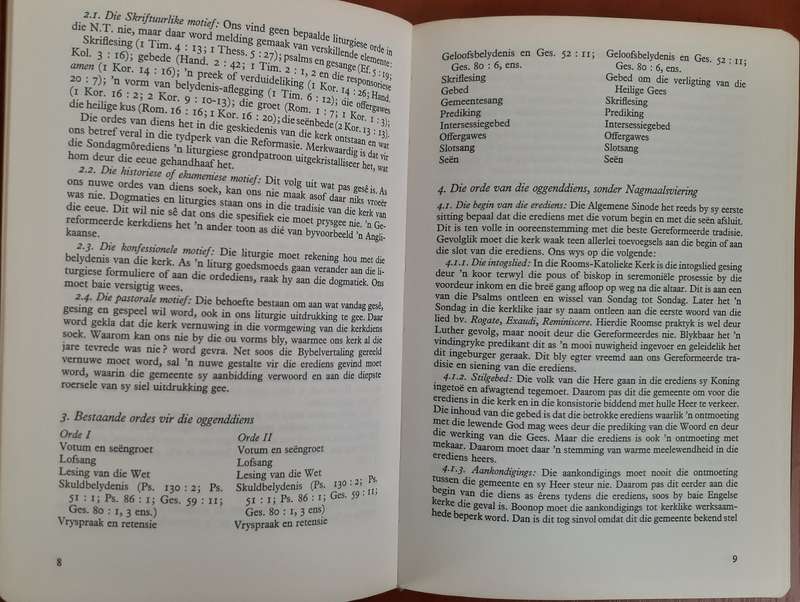 2.1. Die Skriftuurlike motief: Ons vind geen bepaalde liturgiese orde in
die N.T. nie, maar daar word melding gemaak van verskillende elemente:
Skriflesing (1 Tim. 4 : 13; 1 Thess. 5 : 27); psalms en gesange (Ef. 5 : 19;
Kol. 3 : 16); gebede (Hand. 2 : 42; 1 Tim. 2 : 1, 2 en die responsiewe
amen (1 Kor. 14 : 16); 'n preek of verduideliking (1 Kor. 14 : 26; Hand.
20 : 7); 'n vorm van belydenis-aflegging (1 Tim. 6 : 12); die offergawes
(1 Kor. 16 : 2; 2 Kor. 9 : 10-13); die groet (Rom. 1 : 7; 1 Kor. 1 : 3);
die heilige kus (Rom. 16 : 16; 1 Kor. 16 : 20); die seënbede (2 Kor. 13 : 13).
Die ordes van diens het in die geskiedenis van die kerk ontstaan en wat
ons betref veral in die tydperk van die Reformasie. Merkwaardig is dat vir
die Sondagmôrediens 'n liturgiese grondpatroon uitgekristalliseer het, wat
hom deur die eeue gehandhaaf het.
2.2. Die historiese of ekumeniese motief: Dit volg uit wat pas gesê is. As
ons nuwe ordes van diens soek, kan ons nie maak asof daar niks vroeër
was nie. Dogmaties en liturgies staan ons in die tradisie van die kerk van
die eeue. Dit wil nie sê dat ons die spesifiek eie moet prysgee nie. 'n Ge-
reformeerde kerkdiens het 'n ander toon as dié van byvoorbeeld 'n Angli-
kaanse.
2.3. Die konfessionele motief: Die liturgie moet rekening hou met die
belydenis van die kerk. As 'n liturg goedsmoeds gaan verander aan die li-
turgiese formuliere of aan die ordediens, raak hy aan die dogmatiek. Ons
moet baie versigtig wees.
2.4. Die pastorale motief: Die behoefte bestaan om aan wat vandag gesê,
gesing en gespeel wil word, ook in ons liturgie uitdrukking te gee. Daar
word gekla dat die kerk vernuwing in die vormgewing van die kerkdiens
soek. Waarom kan ons nie by die ou vorms bly, waarmee ons kerk al die
jare tevrede was nie? word gevra. Net soos die Bybelvertaling gereeld
vernuwe moet word, sal 'n nuwe gestalte vir die erediens gevind moet
word, waarin die gemeente sy aanbidding verwoord en aan die diepste
roersele van sy siel uitdrukking gee.
3. Bestaande ordes vir die oggenddiens
Orde I
Votum en seëngroet
Lofsang
Lesing van die Wet
Skuldbelydenis (Ps. 130 : 2; Ps.
51 : 1; Ps. 86 : 1; Ges. 59 : 11;
Ges. 80 : 1, 3 ens.)
Vryspraak en retensie
Orde II
Votum en seëngroet
Lofsang
Lesing van die Wet
Skuldbelydenis (Ps. 130 : 2; Ps.
51 : 1; Ps. 86 : 1; Ges. 59 : 11;
Ges. 80 : 1, 3 ens)
Vryspraak en retensie
8
Geloofsbelydenis en Ges. 52 : 11;
Ges. 80 : 6, ens.
Skriflesing
Gebed
Gemeentesang
Prediking
Intersessiegebed
Offergawes
Slotsang
Seën
Geloofsbelydenis en Ges. 52 : 11;
Ges. 80 : 6, ens.
Gebed om die verligting van die
Heilige Gees
Skriflesing
Prediking
Intersessiegebed
Offergawes
Slotsang
Seën
4. Die orde van die oggenddiens, sonder Nagmaalsviering
4.1. Die begin van die erediens: Die Algemene Sinode het reeds by sy eerste
sitting bepaal dat die erediens met die votum begin en met die seën afsluit.
Dit is ten volle in ooreenstemming met die beste Gereformeerde tradisie.
Gevolglik moet die kerk waak teen allerlei toevoegsels aan die begin of aan
die slot van die erediens. Ons wys op die volgende:
4.1.1. Die intogslied: In die Rooms-Katolieke Kerk is die intogslied gesing
deur 'n koor terwyl die pous of biskop in seremoniële prosessie by die
voordeur inkom en die breë gang afloop op weg na die altaar. Dit is aan een
van die Psalms ontleen en wissel van Sondag tot Sondag. Later het 'n
Sondag in die kerklike jaar sy naam ontleen aan die eerste woord van die
lied bv. Rogate, Exaudi, Reminiscere. Hierdie Roomse praktyk is wel deur
Luther gevolg, maar nooit deur die Gereformeerdes nie. Blykbaar het 'n
vindingryke predikant dit as 'n mooi nuwigheid ingevoer en geleidelik het
dit ingeburger geraak. Dit bly egter vreemd aan ons Gereformeerde tra-
disie en siening van die erediens.
4.1.2. Stilgebed: Die volk van die Here gaan in die erediens sy Koning
ingetoë en afwagtend tegemoet. Daarom pas dit die gemeente om voor die
erediens in die kerk en in die konsistorie biddend met hulle Heer te verkeer.
Die inhoud van die gebed is dat die betrokke erediens waarlik 'n ontmoeting
met die lewende God mag wees deur die prediking van die Woord en deur
die werking van die Gees. Maar die erediens is ook 'n ontmoeting met
mekaar. Daarom moet daar 'n stemming van warme meelewendheid in die
erediens heers.
4.1.3. Aankondigings: Die aankondigings moet nooit die ontmoeting
tussen die gemeente en sy Heer steur nie. Daarom pas dit eerder aan die
begin van die diens as êrens tydens die erediens, soos by baie Engelse
kerke die geval is. Boonop moet die aankondigings tot kerklike werksaam-
hede beperk word. Dan is dit tog sinvol omdat dit die gemeente bekend stel
9